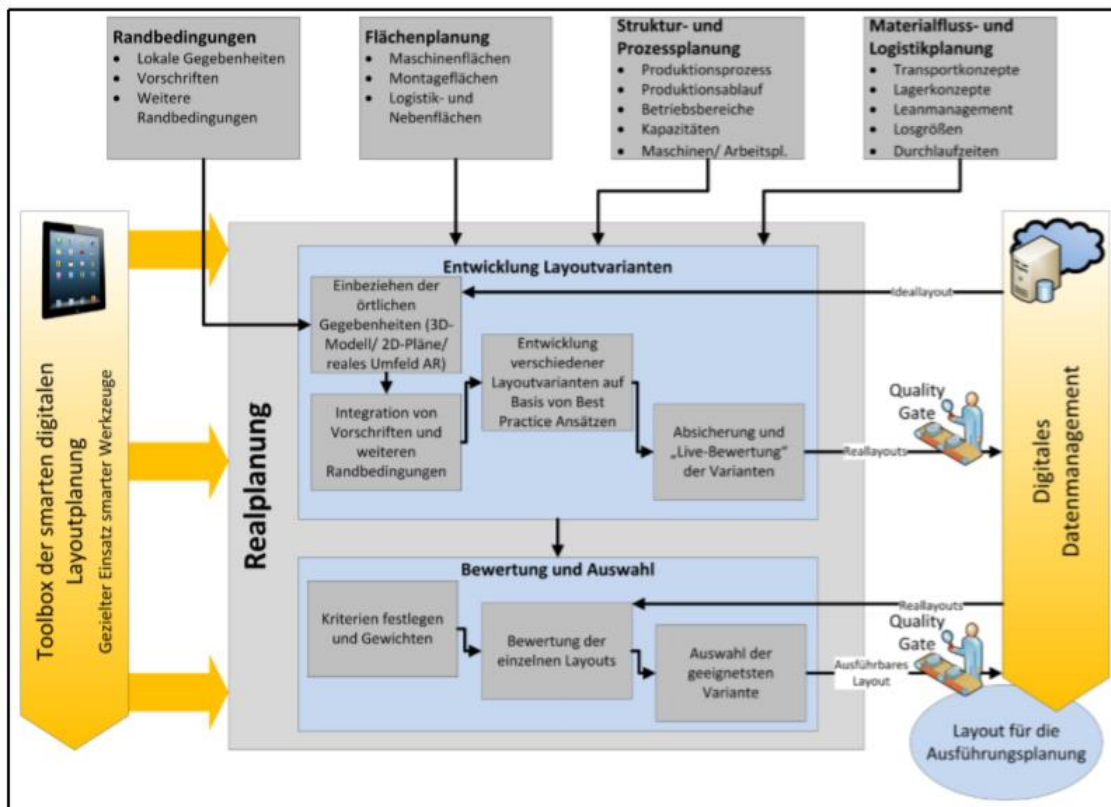 Randbedingungen
• Lokale Gegebenheiten
• Vorschriften
• Weitere
Randbedingungen
Flächenplanung
• Maschinenflächen
• Montageflächen
• Logistik- und
Nebenflächen
Struktur- und
Prozessplanung
• Produktionsprozess
• Produktionsablauf
• Betriebsbereiche
• Kapazitäten
• Maschinen/ Arbeitspl.
Materialfluss- und
Logistikplanung
• Transportkonzepte
• Lagerkonzepte
• Leanmanagement
• Losgrößen
• Durchlaufzeiten
Toolbox der smarten digitalen
Layoutplanung
Gezielter Einsatz smarter Werkzeuge
Realplanung
Entwicklung Layoutvarianten
Einbeziehen der
örtlichen
Gegebenheiten (3D-
Modell/ 2D-Pläne/
reales Umfeld AR)
Integration von
Vorschriften und
weiteren
Randbedingungen
Entwicklung
verschiedener
Layoutvarianten auf
Basis von Best
Practice Ansätzen
Absicherung und
„Live-Bewertung“
der Varianten
Ideallayout
Reallayouts
Quality
Gate
Bewertung und Auswahl
Kriterien festlegen
und Gewichten
Bewertung der
einzelnen Layouts
Auswahl der
geeignetsten
Variante
Reallayouts
Ausführbares
Layout
Quality
Gate
Digitales
Datenmanagement
Layout für die
Ausführungsplanung